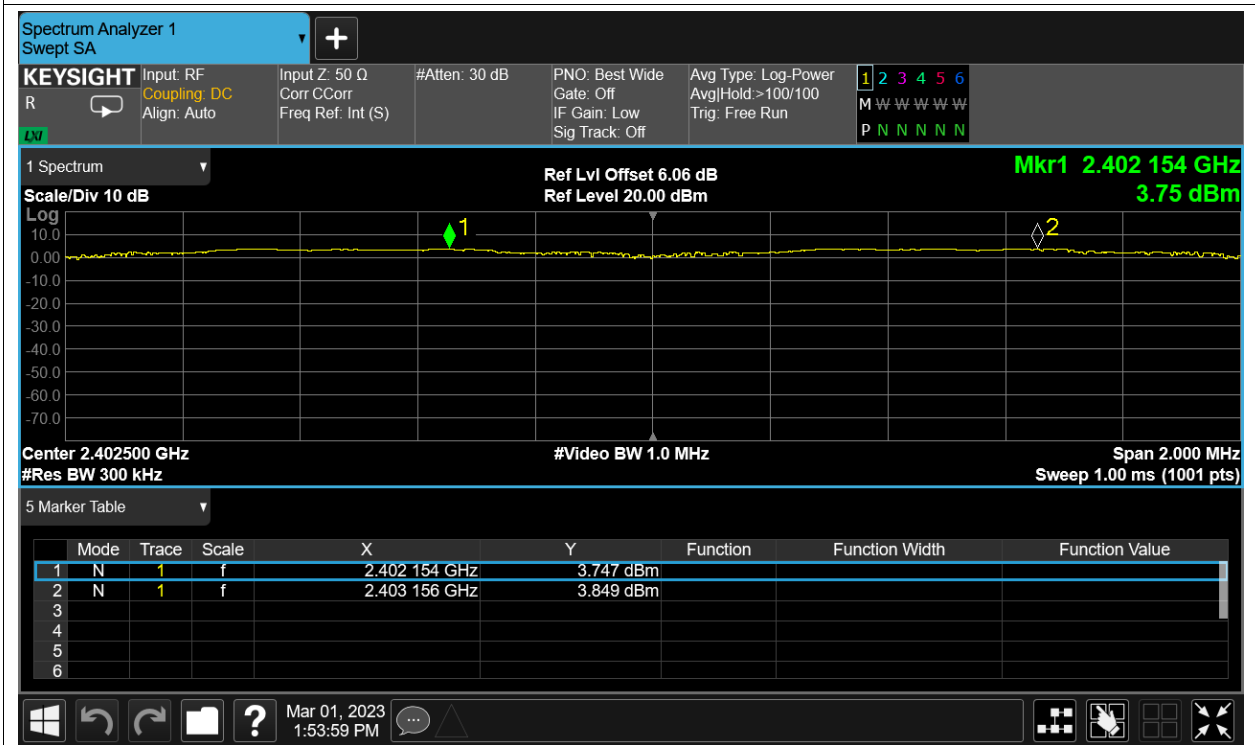 Spectrum Analyzer 1
Swept SA
+
KEYSIGHT
R
LXI
Input: RF
Coupling: DC
Align: Auto
Input Z: 50 Ω
Corr CCorr
Freq Ref: Int (S)
#Atten: 30 dB
PNO: Best Wide
Gate: Off
IF Gain: Low
Sig Track: Off
Avg Type: Log-Power
Avg|Hold:>100/100
Trig: Free Run
1 2 3 4 5 6
M W W W W W
P N N N N N
1 Spectrum
Scale/Div 10 dB
Ref Lvl Offset 6.06 dB
Ref Level 20.00 dBm
Mkr1 2.402 154 GHz
3.75 dBm
Log
10.0
0.00
-10.0
-20.0
-30.0
-40.0
-50.0
-60.0
-70.0
1
2
Center 2.402500 GHz
#Res BW 300 kHz
#Video BW 1.0 MHz
Span 2.000 MHz
Sweep 1.00 ms (1001 pts)
5 Marker Table
Mode Trace Scale X Y Function Function Width Function Value
1 N 1 f 2.402 154 GHz 3.747 dBm
2 N 1 f 2.403 156 GHz 3.849 dBm
3
4
5
6
?
Mar 01, 2023
1:53:59 PM